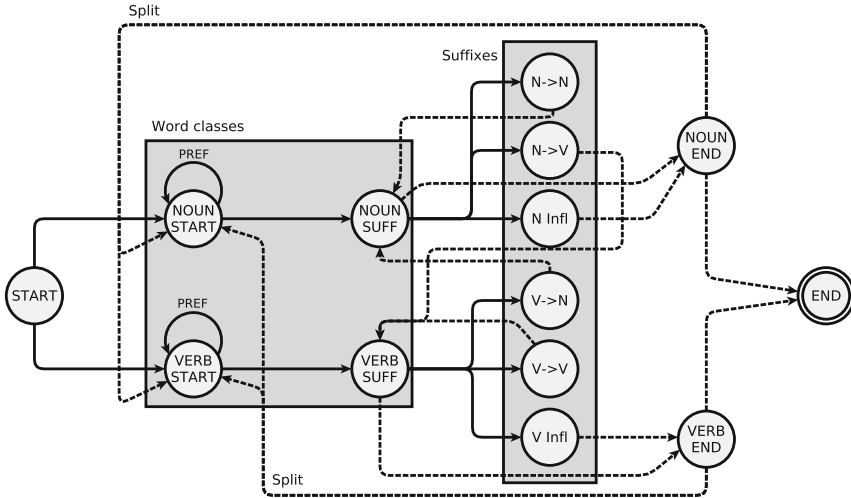 Split
Suffixes
N->N
Word classes
NOUN
END
PREF
N->V
NOUN
START
NOUN
SUFF
N Infl
START
V->N
END
PREF
VERB
START
VERB
SUFF
V->V
V Infl
VERB
END
Split